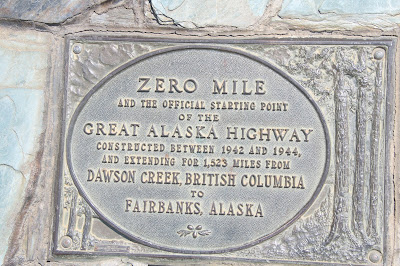 ZERO MILE
AND THE OFFICIAL STARTING POINT
OF THE
GREAT ALASKA HIGHWAY
CONSTRUCTED BETWEEN 1942 AND 1944,
AND EXTENDING FOR 1,523 MILES FROM
DAWSON CREEK, BRITISH COLUMBIA
TO
FAIRBANKS, ALASKA